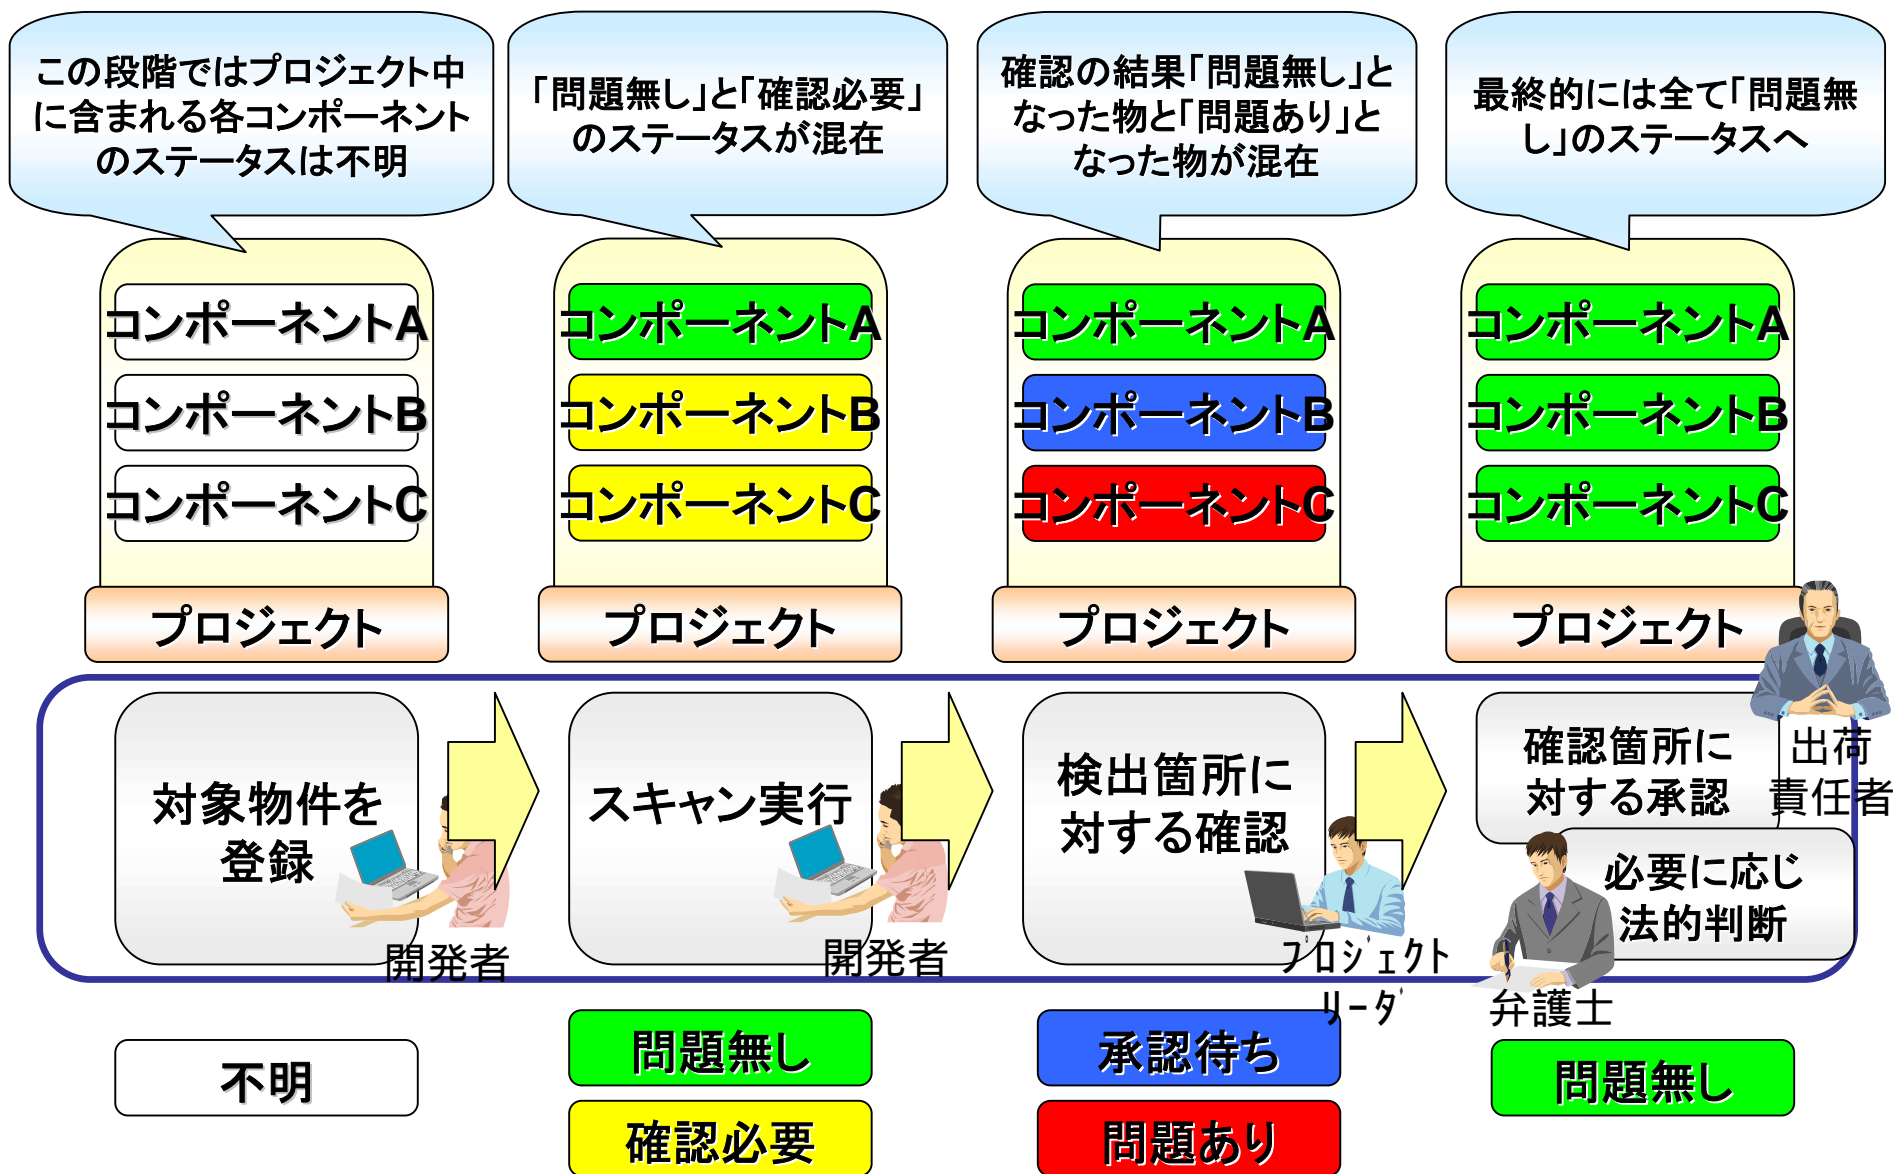 この段階ではプロジェクト中
に含まれる各コンポーネント
のステータスは不明
「問題無し」と「確認必要」
のステータスが混在
確認の結果「問題無し」と
なった物と「問題あり」と
なった物が混在
最終的には全て「問題無
し」のステータスへ
コンポーネントA
コンポーネントB
コンポーネントC
プロジェクト
コンポーネントA
コンポーネントB
コンポーネントC
プロジェクト
コンポーネントA
コンポーネントB
コンポーネントC
プロジェクト
コンポーネントA
コンポーネントB
コンポーネントC
プロジェクト
対象物件を
登録
開発者
スキャン実行
開発者
検出箇所に
対する確認
プロジェクト
リーダ
確認箇所に
対する承認
出荷
責任者
必要に応じ
法的判断
弁護士
不明
問題無し
確認必要
承認待ち
問題あり
問題無し